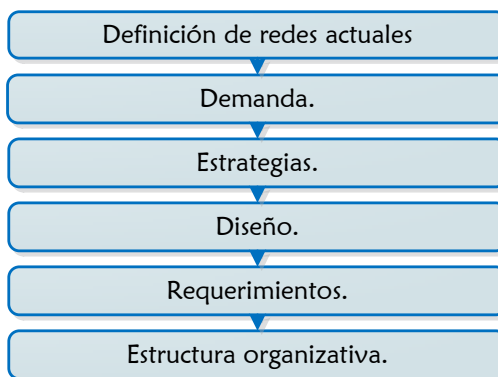 Definición de redes actuales
Demanda.
Estrategias.
Diseño.
Requerimientos.
Estructura organizativa.